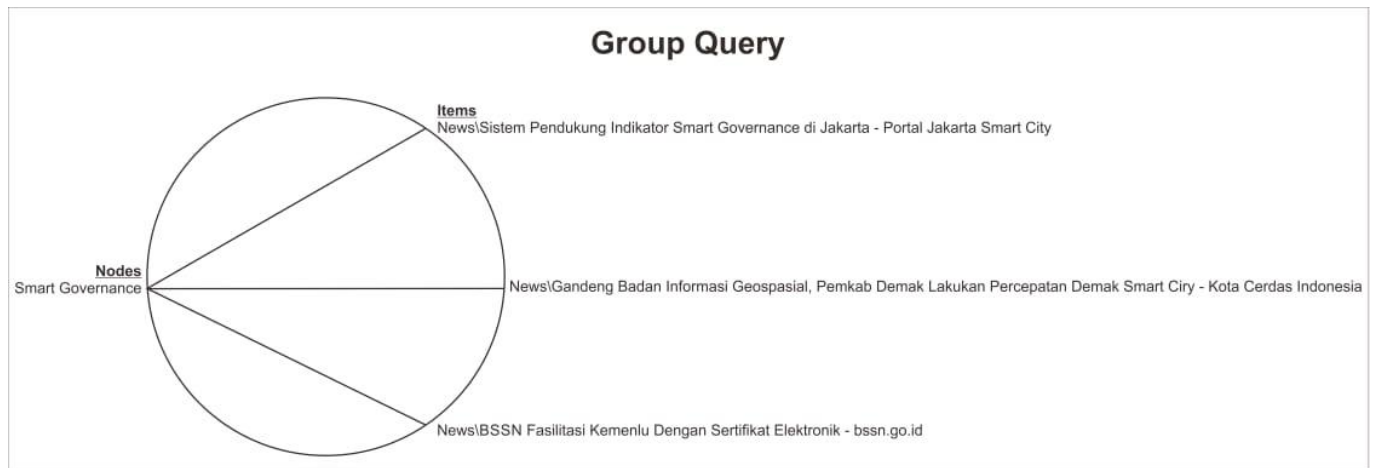 Group Query
Items
News\Sistem Pendukung Indikator Smart Governance di Jakarta - Portal Jakarta Smart City
Nodes
Smart Governance
News\Gandeng Badan Informasi Geospasial, Pemkab Demak Lakukan Percepatan Demak Smart Ciry - Kota Cerdas Indonesia
News\BSSN Fasilitasi Kemenlu Dengan Sertifikat Elektronik - bssn.go.id